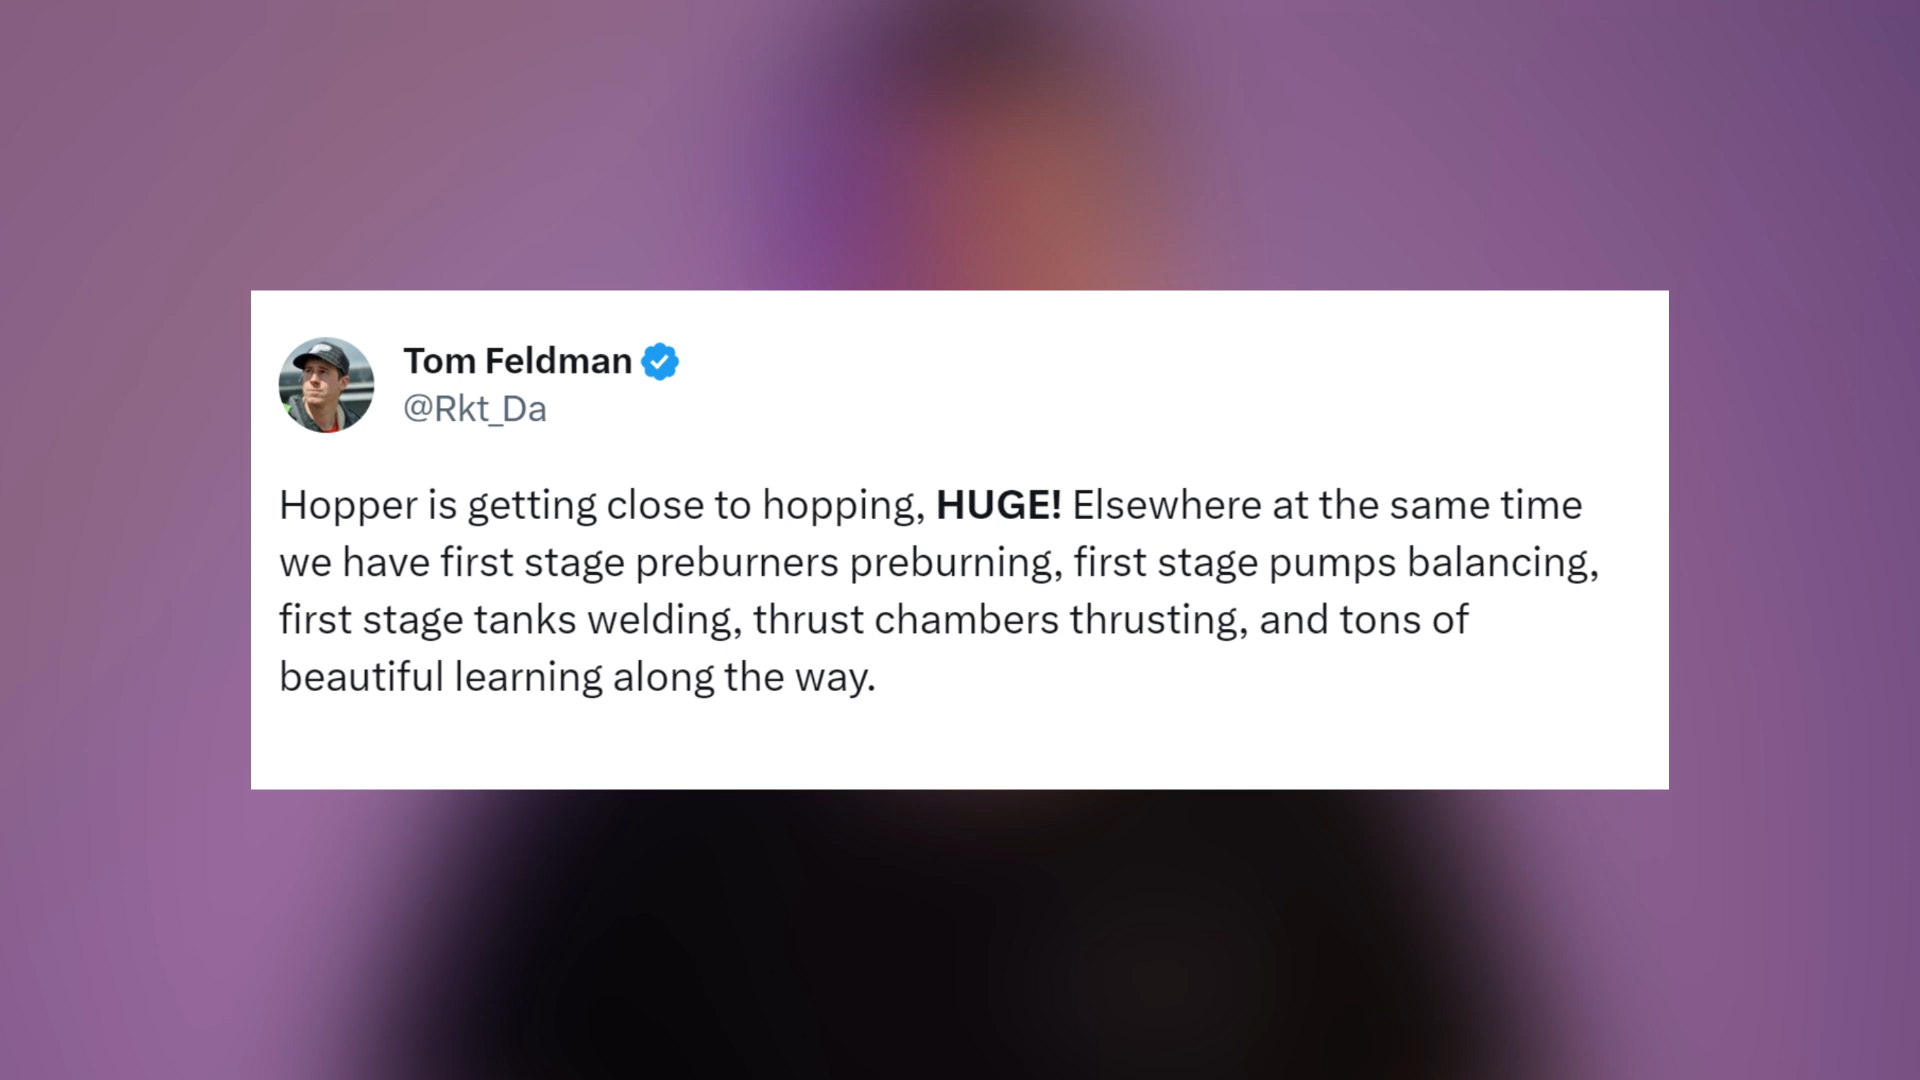 Tom Feldman
@Rkt_Da
Hopper is getting close to hopping, HUGE! Elsewhere at the same time
we have first stage preburners preburning, first stage pumps balancing,
first stage tanks welding, thrust chambers thrusting, and tons of
beautiful learning along the way.